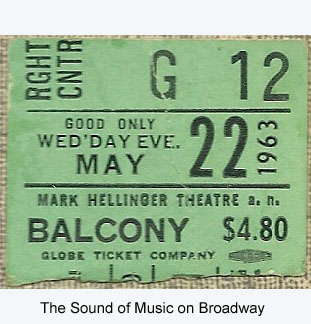 RGHT CNTR G 12
GOOD ONLY
WED'DAY EVE.
MAY 22 1963
MARK HELLINGER THEATRE a. n.
BALCONY $4.80
GLOBE TICKET COMPANY
The Sound of Music on Broadway